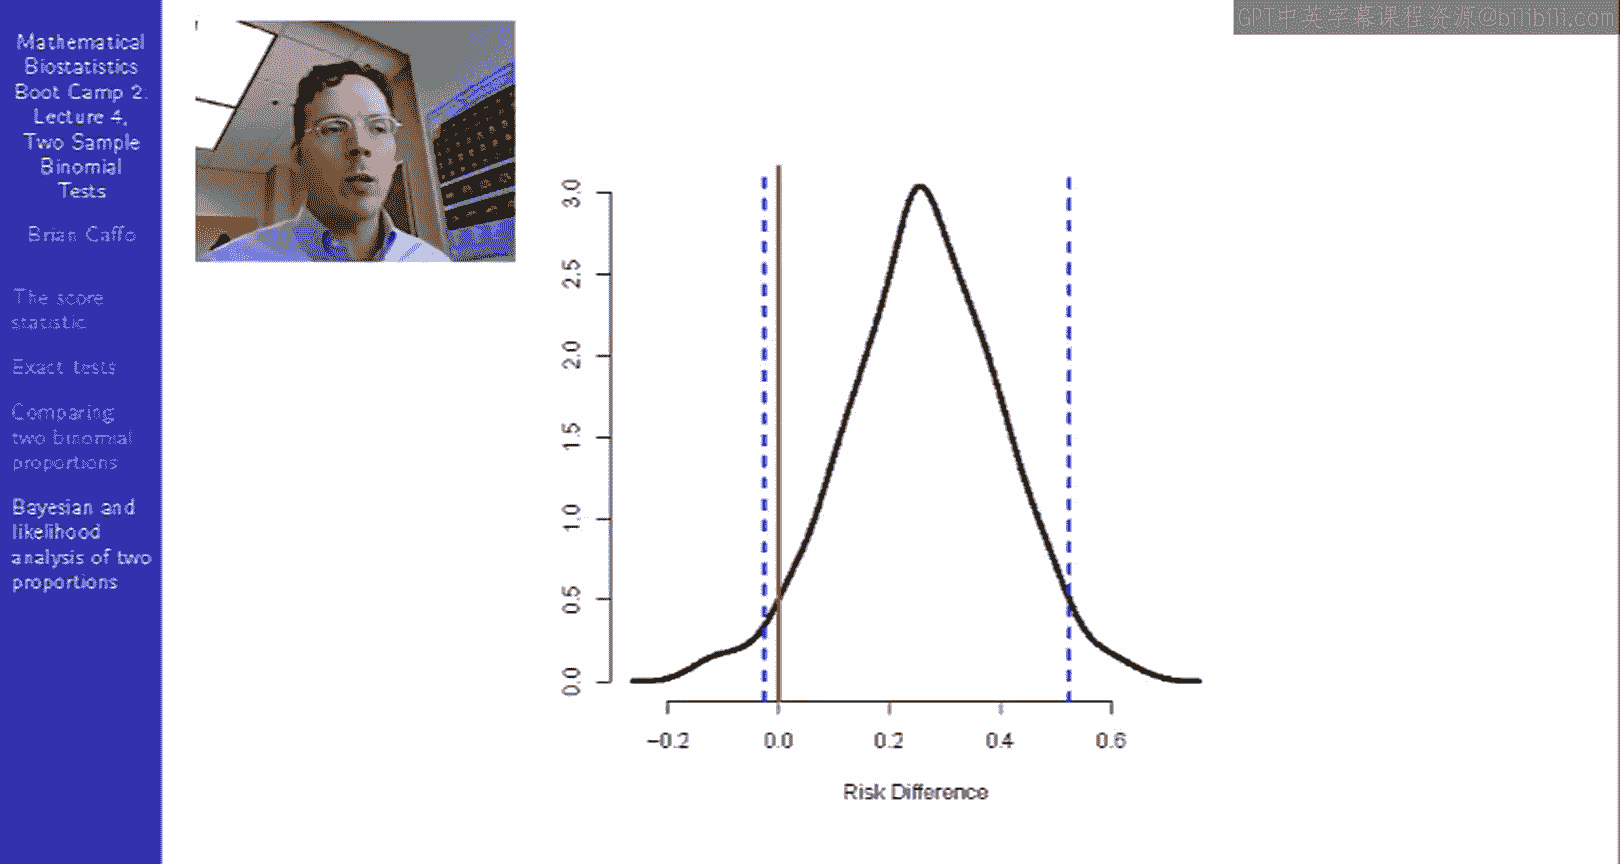 Mathematical
Biostatistics
Boot Camp 2:
Lecture 4,
Two Sample
Binomial
Tests
Brian Caffo
The score
statistic
Exact tests
Comparing
two binomial
proportions
Bayesian and
likelihood
analysis of two
proportions
GPT中英字幕课程资源@bilibili.com
3.0
2.5
2.0
1.5
1.0
0.5
0.0
−0.2 0.0 0.2 0.4 0.6
Risk Difference